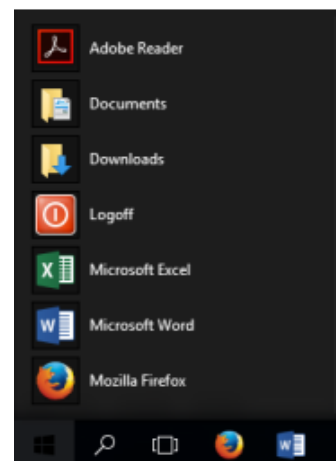 Adobe Reader
Documents
Downloads
Logoff
Microsoft Excel
Microsoft Word
Mozilla Firefox